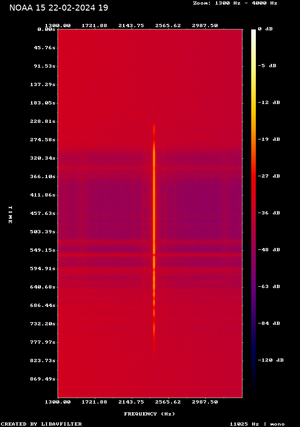 NOAA 15 22-02-2024 19
Zoom: 1300 Hz - 4000 Hz
1300.00 1721.88 2143.75 2565.62 2987.50
0.00s
45.76s
91.53s
137.29s
183.05s
228.81s
274.58s
320.34s
366.10s
411.86s
457.63s
503.39s
549.15s
594.91s
640.68s
686.44s
732.20s
777.97s
823.73s
869.49s
TIME
0 dB
-5 dB
-12 dB
-19 dB
-27 dB
-36 dB
-48 dB
-63 dB
-84 dB
-120 dB
1300.00 1721.88 2143.75 2565.62 2987.50
FREQUENCY (Hz)
CREATED BY LIBAVFILTER
11025 Hz | mono